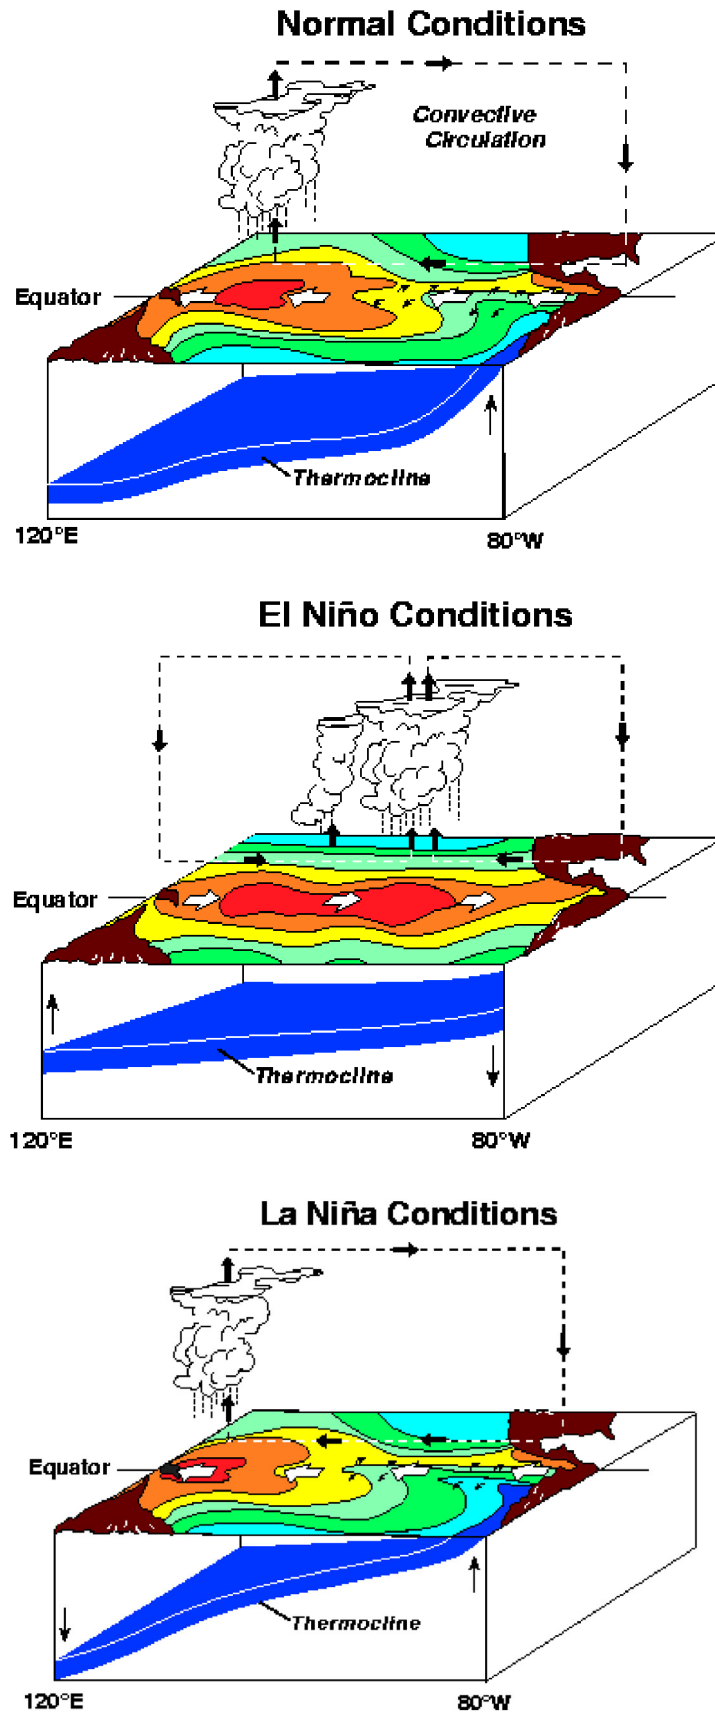 Normal Conditions
Convective
Circulation
Equator
Thermocline
120°E
80°W
El Niño Conditions
Equator
Thermocline
120°E
80°W
La Niña Conditions
Equator
Thermocline
120°E
80°W